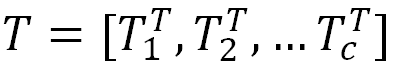 T = [T_1^T, T_2^T, … T_c^T]